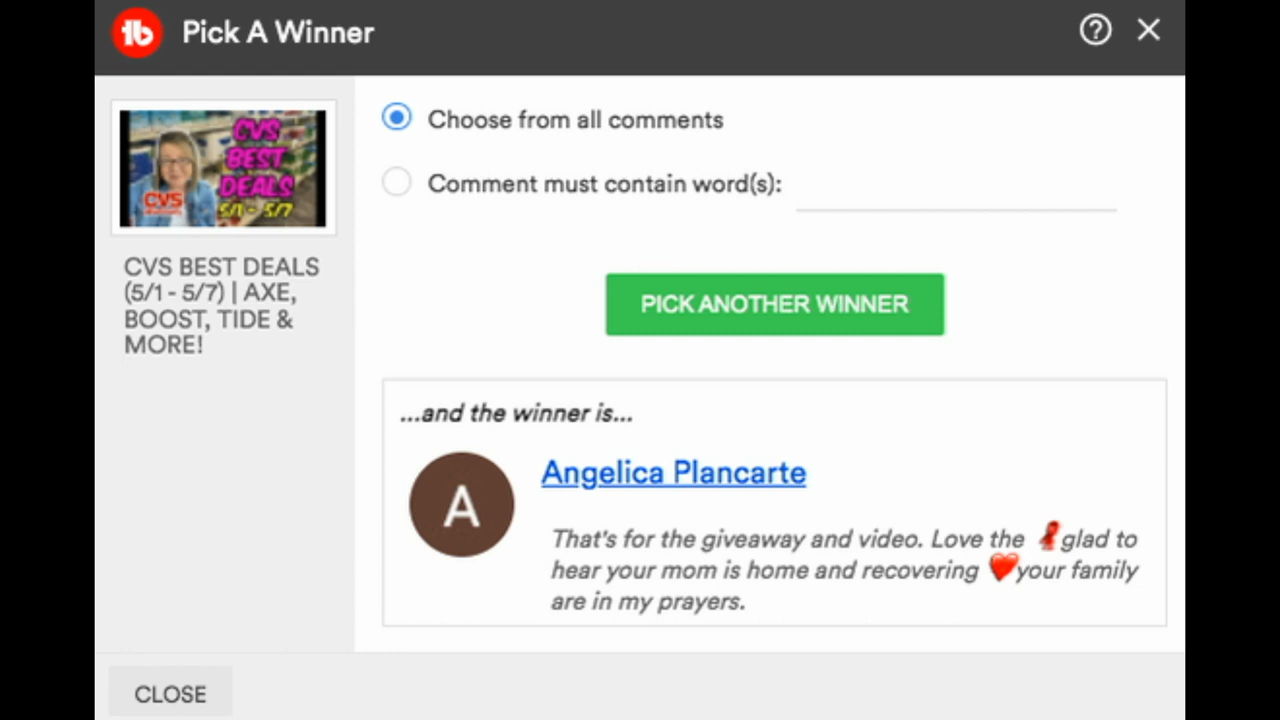 tb Pick A Winner
CVS
BEST
DEALS
CVS
5/1 - 5/7
CVS BEST DEALS
(5/1 - 5/7) | AXE,
BOOST, TIDE &
MORE!
Choose from all comments
Comment must contain word(s):
PICK ANOTHER WINNER
...and the winner is...
A
Angelica Plancarte
That's for the giveaway and video. Love the 💃glad to
hear your mom is home and recovering ❤️your family
are in my prayers.
CLOSE